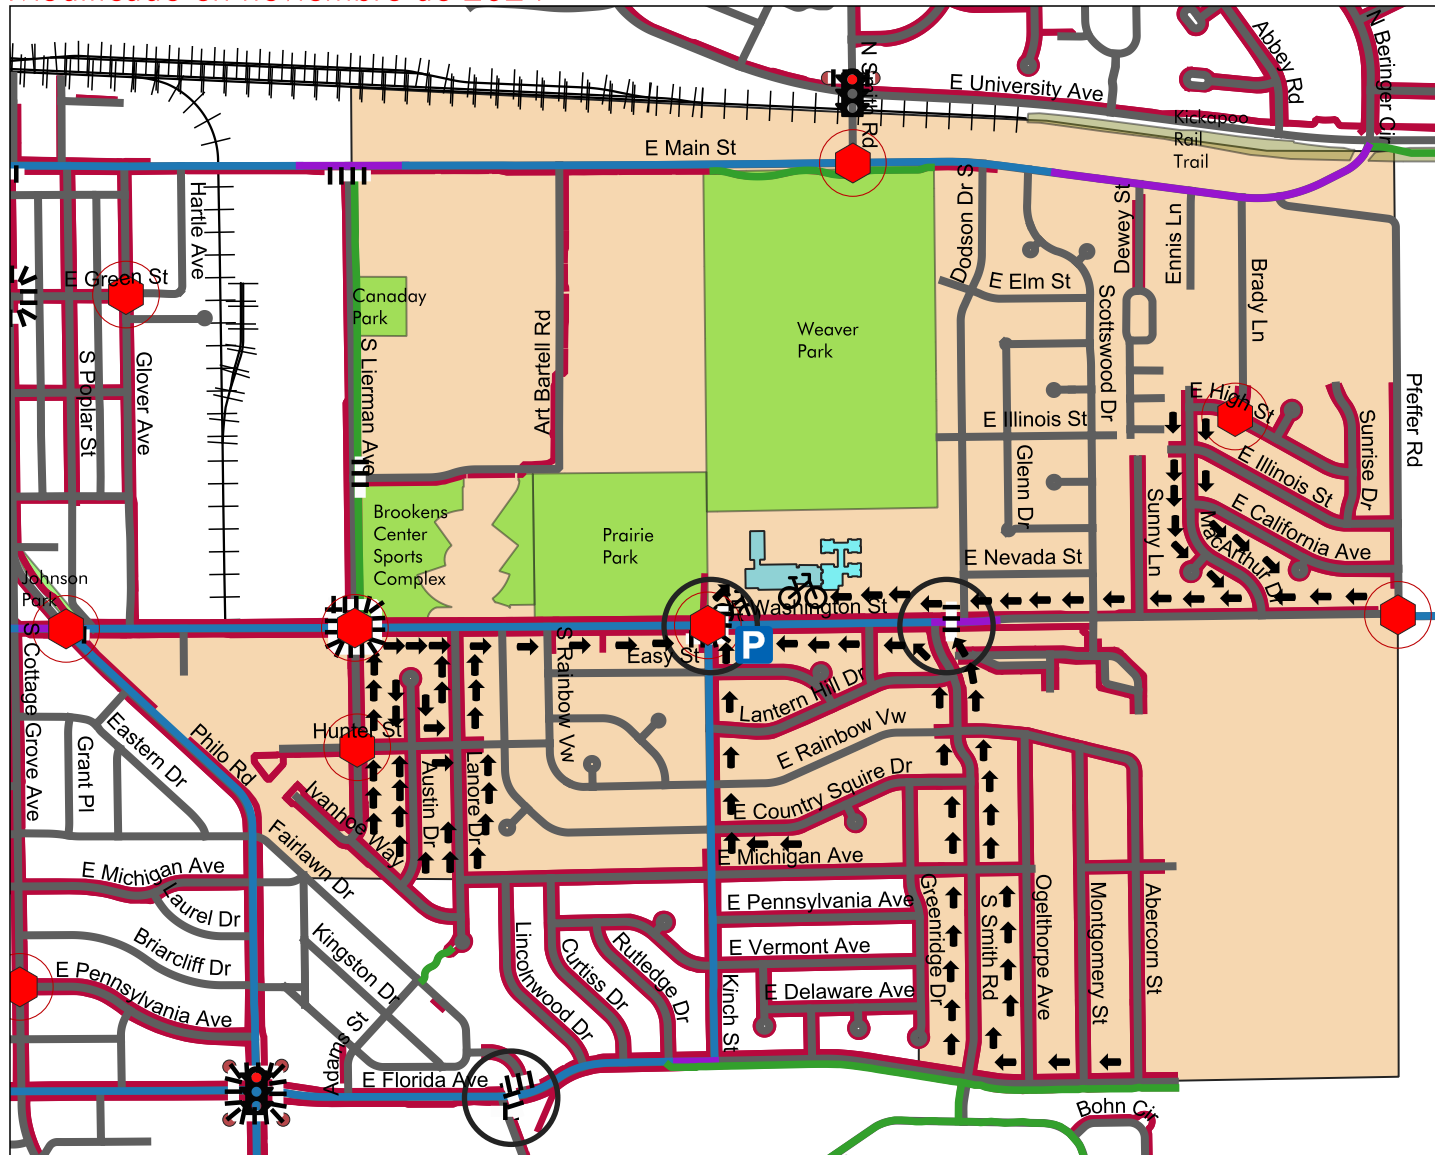 N Smith Rd
E University Ave
Abbey Rd
N Beringer Cir
Kickapoo
Rail
Trail
E Main St
Hartle Ave
Dodson Dr S
Dewey St
Ennis Ln
E Green St
Canaday
Park
E Elm St
Scottswood Dr
Brady Ln
Weaver
Park
S Poplar St
Glover Ave
S Lierman Ave
Art Bartell Rd
E High St
Pfeffer Rd
E Illinois St
Sunrise Dr
Glenn Dr
E Illinois St
Sunny Ln
MacArthur Dr
E California Ave
Brookens
Center
Sports
Complex
Prairie
Park
E Nevada St
Johnson
Park
Washington St
P
S Cottage Grove Ave
Easy St
S Rainbow Vw
Lantern Hill Dr
Hunter St
E Rainbow Vw
Eastern Dr
Grant Pl
Philo Rd
Ivanhoe Way
Austin Dr
Lanore Dr
E Country Squire Dr
Fairlawn Dr
E Michigan Ave
E Michigan Ave
Laurel Dr
Greenridge Dr
S Smith Rd
Ogelthorpe Ave
Montgomery St
Abercorn St
E Pennsylvania Ave
Briarcliff Dr
Kingston Dr
Lincolnwood Dr
Curtiss Dr
Rutledge Dr
E Vermont Ave
E Pennsylvania Ave
Kinch St
E Delaware Ave
Adams St
E Florida Ave
Bohn Cir